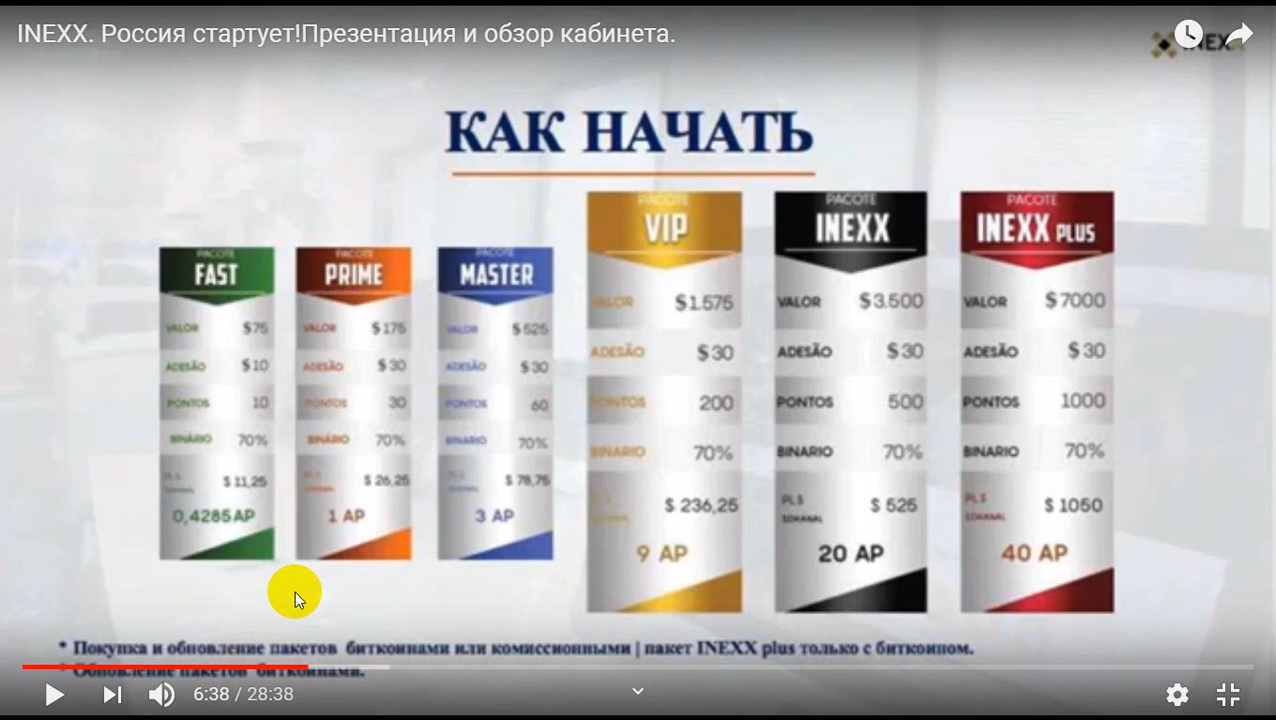 INEXX. Россия стартует!Презентация и обзор кабинета.
INEXX
КАК НАЧАТЬ
PACOTE
FAST
VALOR $75
ADESÃO $10
PONTOS 10
BINÁRIO 70%
$ 11,25
0,4285 AP
PACOTE
PRIME
VALOR $175
ADESÃO $30
PONTOS 30
BINÁRIO 70%
$ 26,25
1 AP
PACOTE
MASTER
VALOR $525
ADESÃO $30
PONTOS 60
BINARIO 70%
$ 78,75
3 AP
PACOTE
VIP
VALOR $1.575
ADESÃO $30
PONTOS 200
BINARIO 70%
$ 236,25
9 AP
PACOTE
INEXX
VALOR $3.500
ADESÃO $30
PONTOS 500
BINARIO 70%
PLS $ 525
20 AP
PACOTE
INEXX PLUS
VALOR $7000
ADESÃO $30
PONTOS 1000
BINARIO 70%
PLS $ 1050
40 AP
* Покупка и обновление пакетов биткоинами или комиссионными | пакет INEXX plus только с биткоином.
* Обновление пакетов биткоинами.
6:38 / 28:38